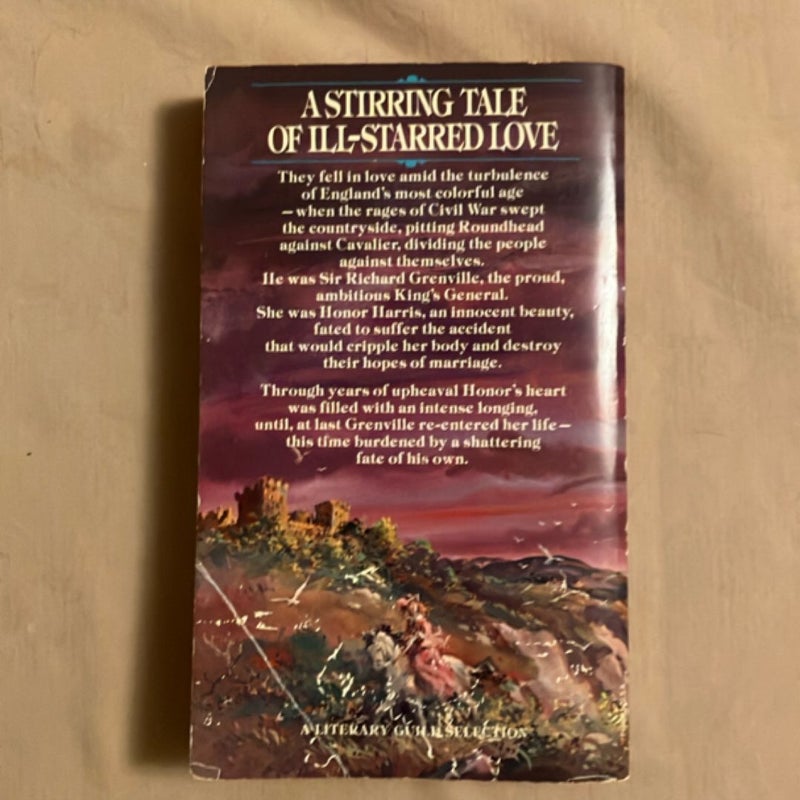 A STIRRING TALE
OF ILL-STARRED LOVE
They fell in love amid the turbulence
of England's most colorful age
—when the rages of Civil War swept
the countryside, pitting Roundhead
against Cavalier, dividing the people
against themselves.
He was Sir Richard Grenville, the proud,
ambitious King's General.
She was Honor Harris, an innocent beauty,
fated to suffer the accident
that would cripple her body and destroy
their hopes of marriage.
Through years of upheaval Honor's heart
was filled with an intense longing,
until, at last Grenville re-entered her life—
this time burdened by a shattering
fate of his own.
A LITERARY GUILD SELECTION